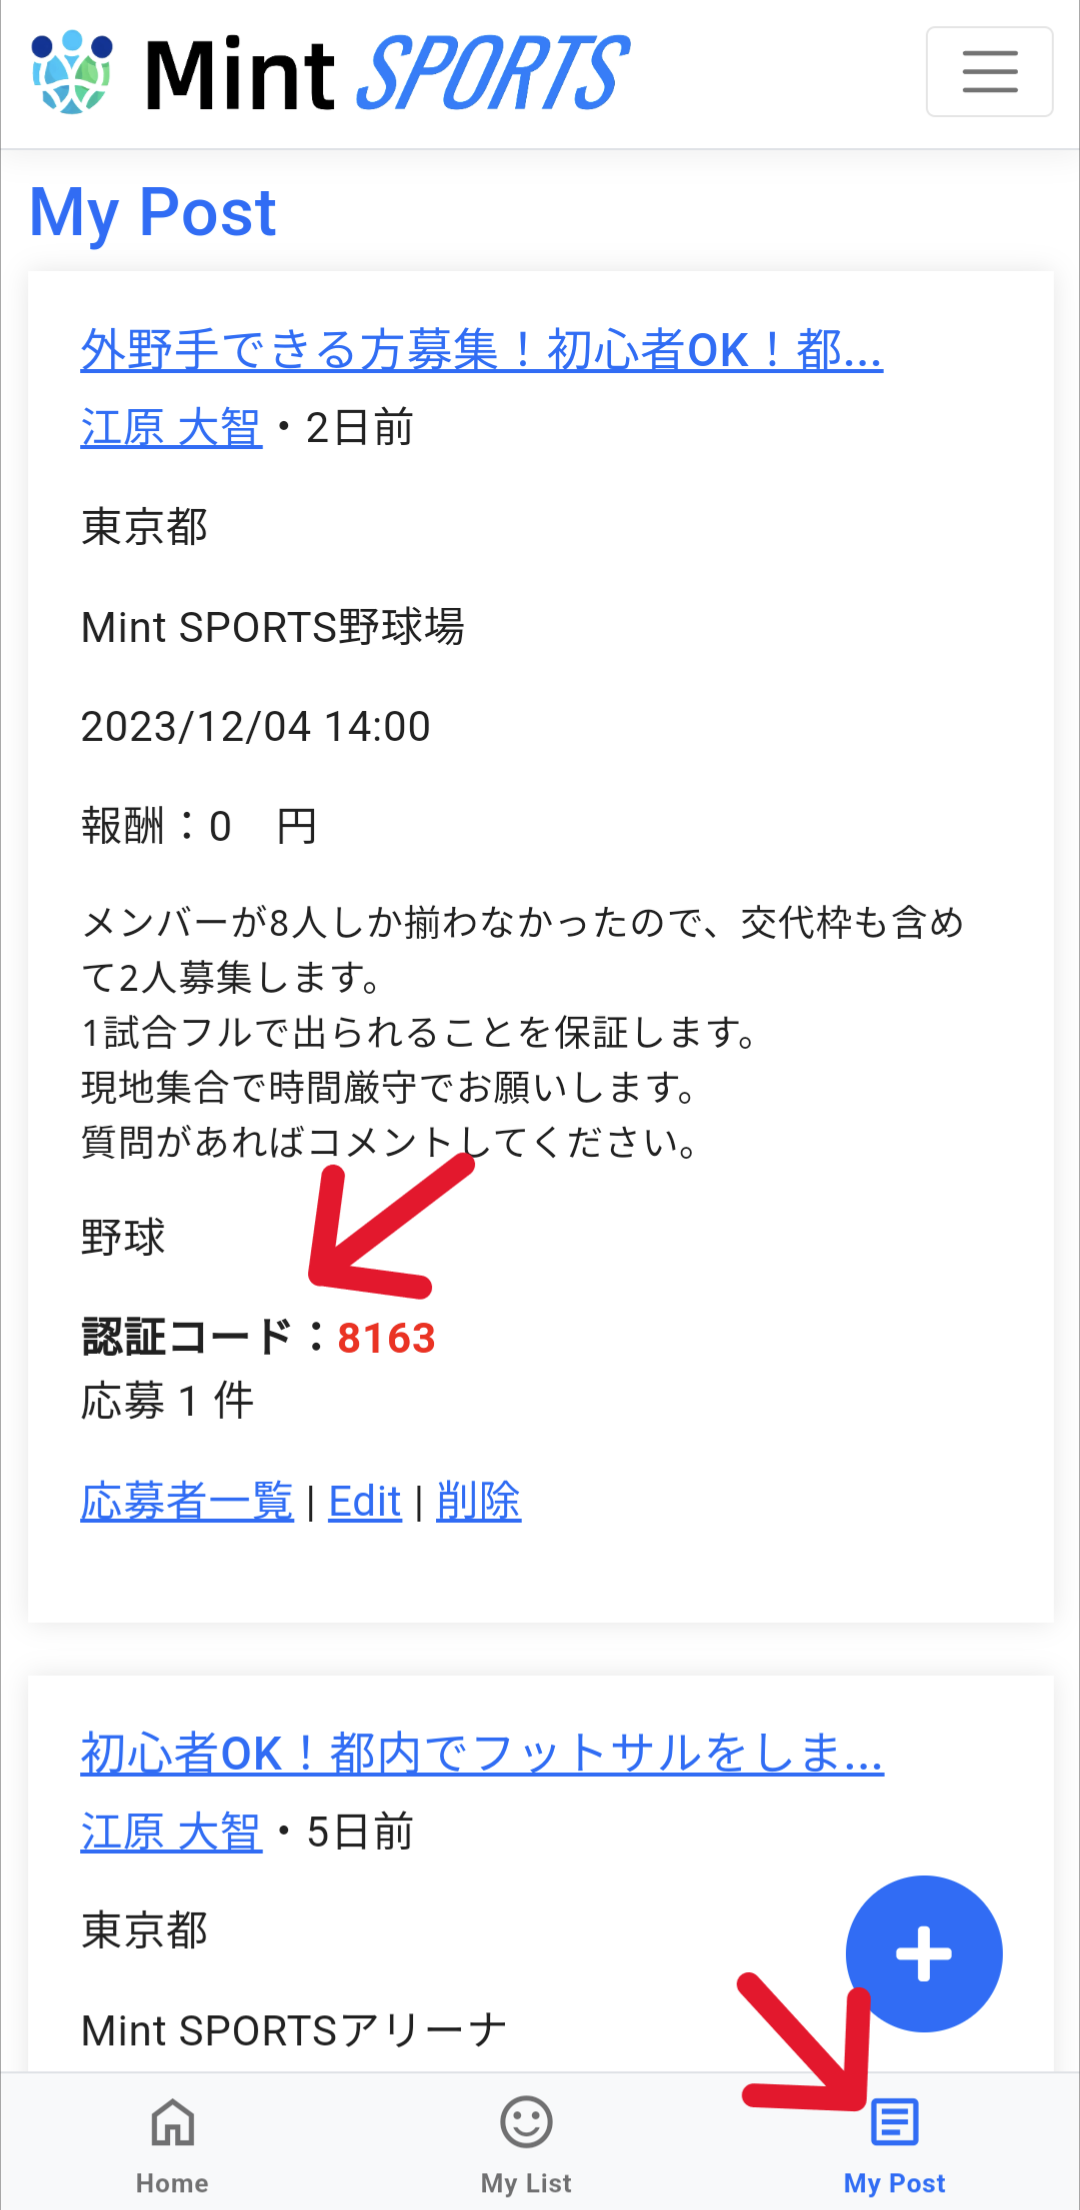 Mint SPORTS
My Post
外野手できる方募集！初心者OK！都...
江原 大智・2日前
東京都
Mint SPORTS野球場
2023/12/04 14:00
報酬：0　円
メンバーが8人しか揃わなかったので、交代枠も含め
て2人募集します。
1試合フルで出られることを保証します。
現地集合で時間厳守でお願いします。
質問があればコメントしてください。
野球
認証コード：8163
応募 1 件
応募者一覧 | Edit | 削除
初心者OK！都内でフットサルをしま...
江原 大智・5日前
東京都
Mint SPORTSアリーナ
Home My List My Post